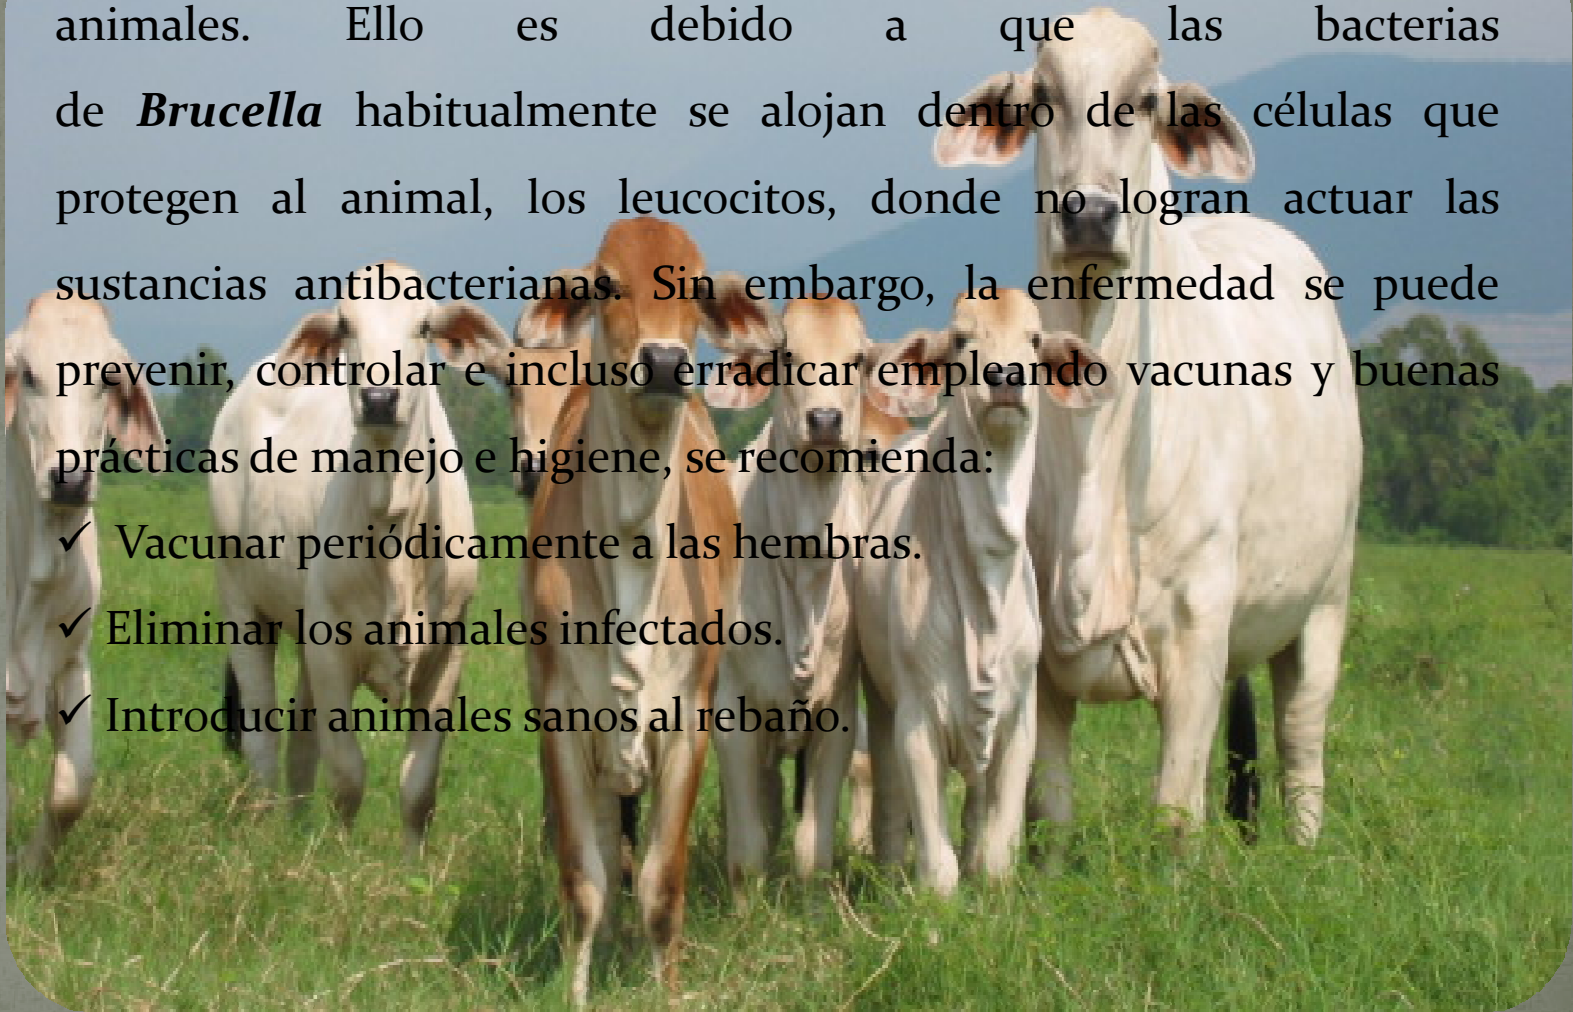 animales. Ello es debido a que las bacterias
de Brucella habitualmente se alojan dentro de las células que
protegen al animal, los leucocitos, donde no logran actuar las
sustancias antibacterianas. Sin embargo, la enfermedad se puede
prevenir, controlar e incluso erradicar empleando vacunas y buenas
prácticas de manejo e higiene, se recomienda:
✓ Vacunar periódicamente a las hembras.
✓ Eliminar los animales infectados.
✓ Introducir animales sanos al rebaño.